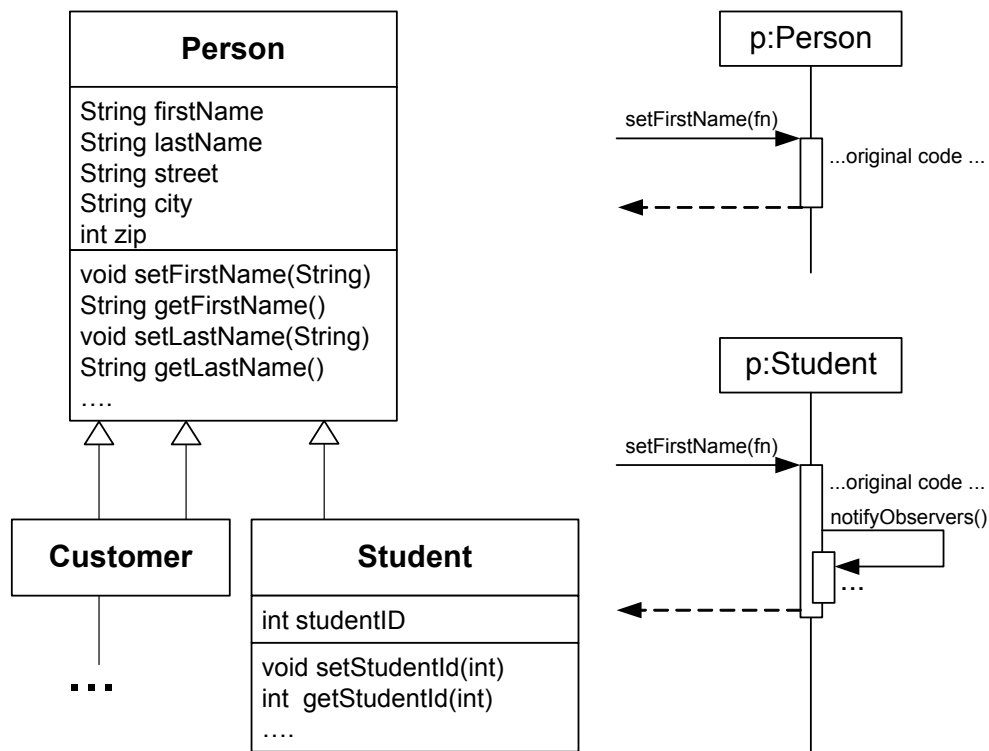 Person
String firstName
String lastName
String street
String city
int zip
void setFirstName(String)
String getFirstName()
void setLastName(String)
String getLastName()
....
Customer
...
Student
int studentID
void setStudentId(int)
int getStudentId(int)
....
p:Person
setFirstName(fn)
...original code ...
p:Student
setFirstName(fn)
...original code ...
notifyObservers()
...